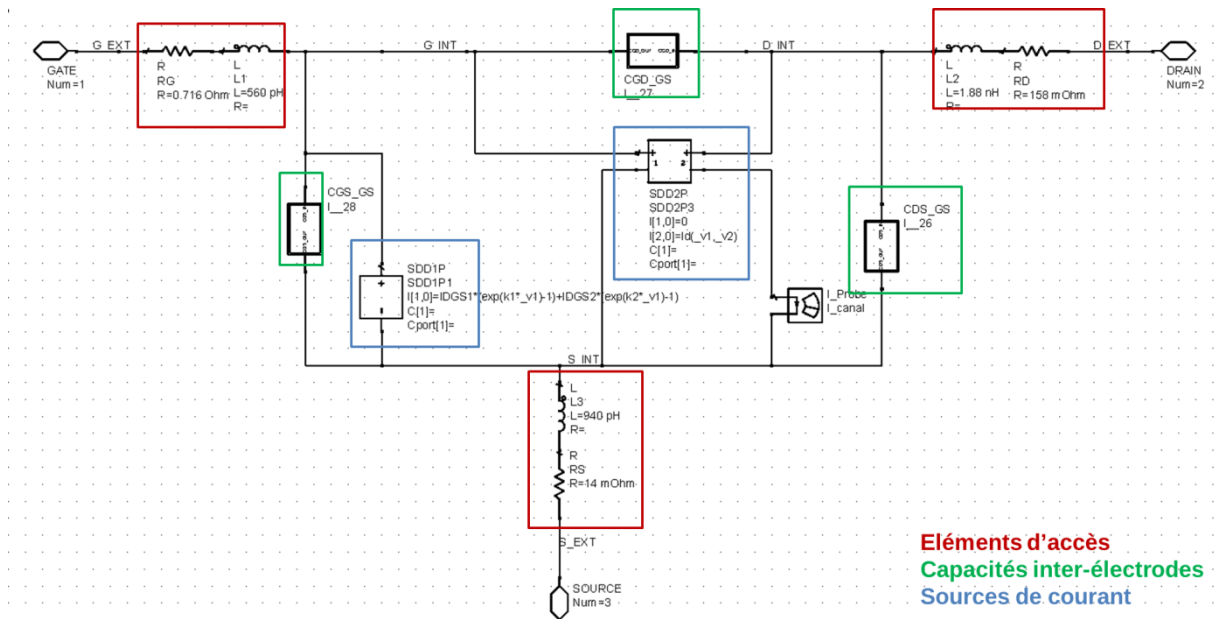 G_EXT
GATE
Num=1
R
RG
R=0.716 Ohm
L
L1
L=560 pH
R=
G_INT
CGD_GS
I__27
D_INT
L
L2
L=1.88 nH
R=
R
RD
R=158 mOhm
D_EXT
DRAIN
Num=2
CGS_GS
I__28
SDD1P
SDD1P1
I[1,0]=IDGS1*(exp(k1*_v1)-1)+IDGS2*(exp(k2*_v1)-1)
C[1]=
Cport[1]=
1
2
SDD2P
SDD2P3
I[2,0]=Id(_v1,_v2)
I[1,0]=0
C[1]=
Cport[1]=
CDS_GS
I__26
I_Probe
I_canal
S_INT
L
L3
L=940 pH
R=
R
RS
R=14 mOhm
S_EXT
SOURCE
Num=3
Eléments d’accès
Capacités inter-électrodes
Sources de courant